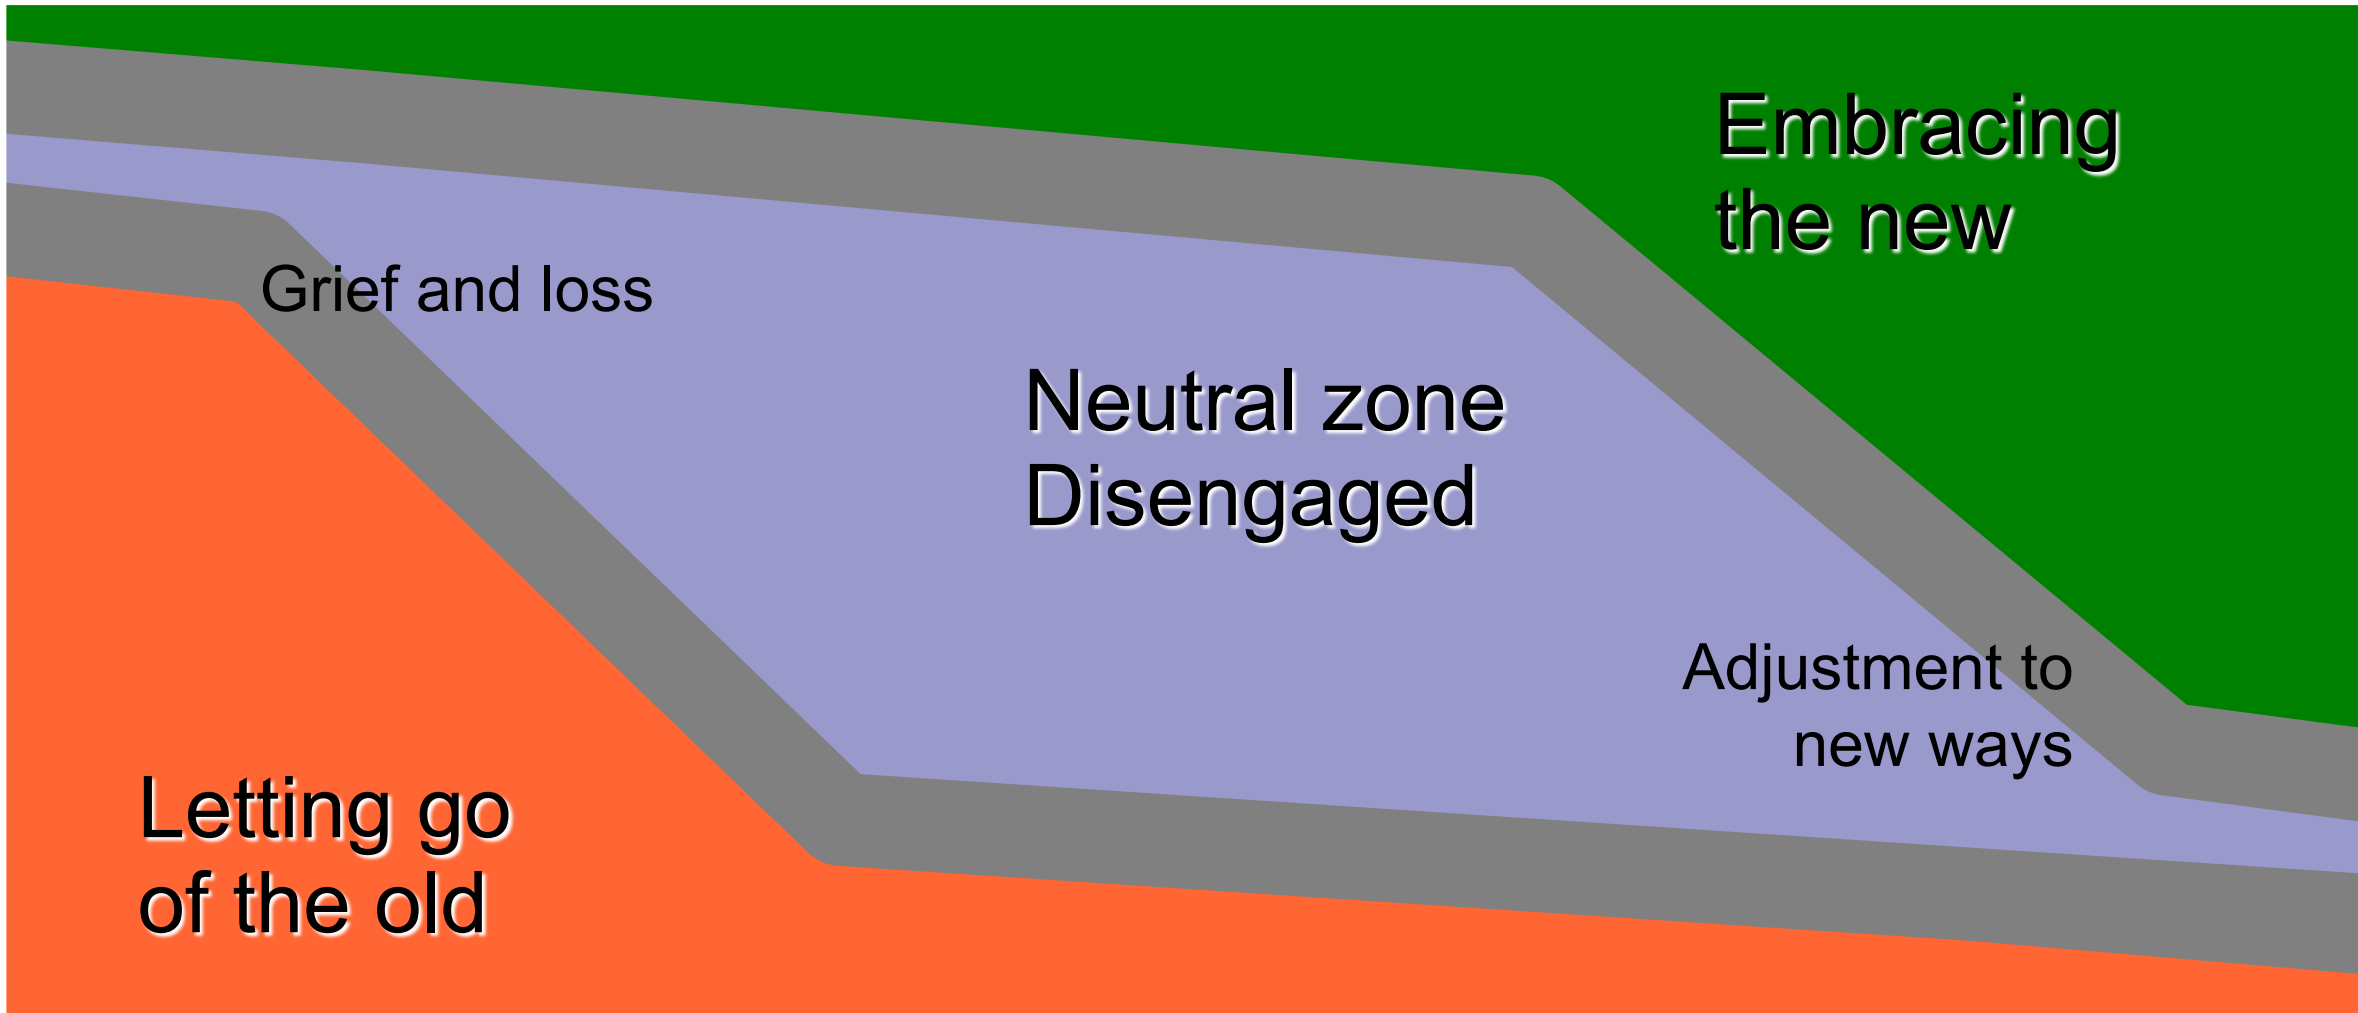 Embracing
the new
Grief and loss
Neutral zone
Disengaged
Adjustment to
new ways
Letting go
of the old